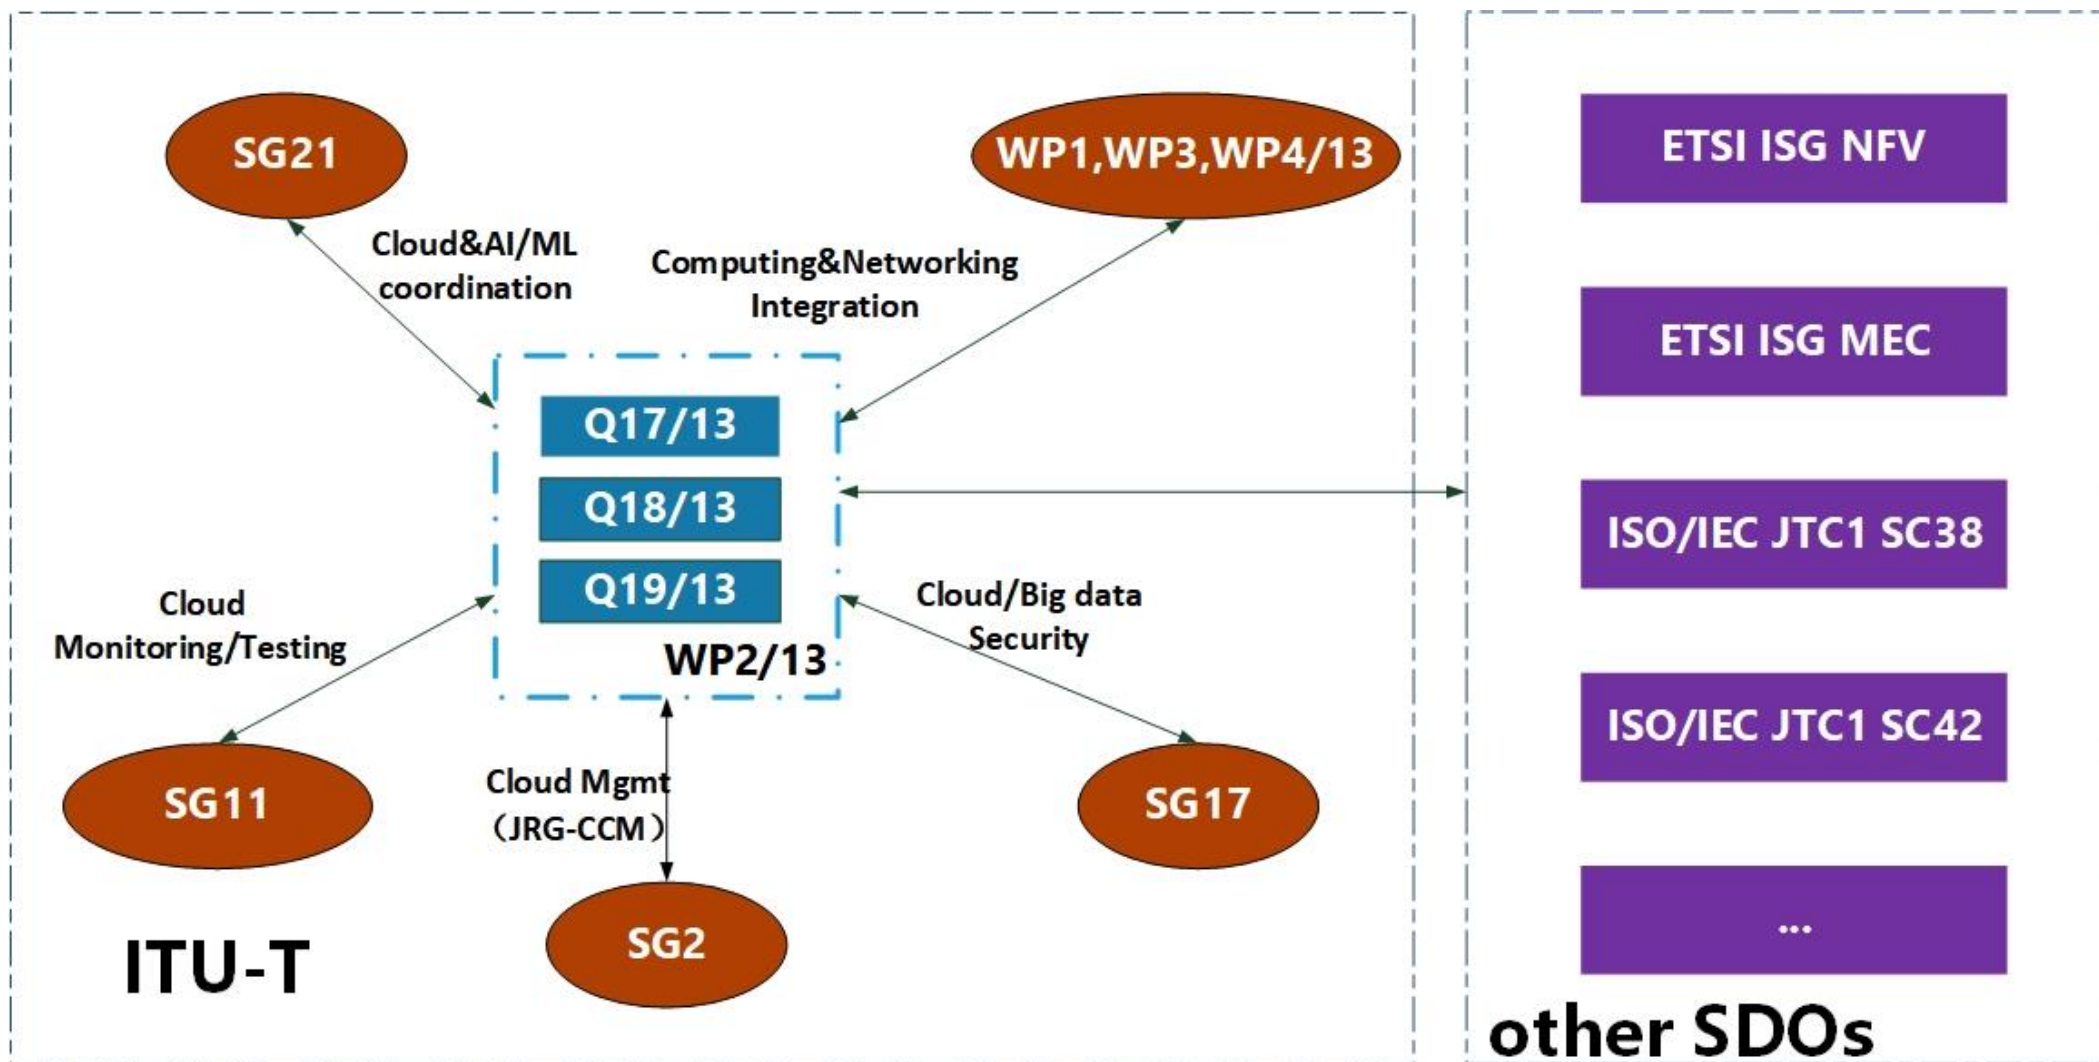 SG21
WP1,WP3,WP4/13
Cloud&AI/ML
coordination
Computing&Networking
Integration
Q17/13
Q18/13
Q19/13
WP2/13
Cloud
Monitoring/Testing
Cloud/Big data
Security
SG11
Cloud Mgmt
（JRG-CCM）
SG17
SG2
ITU-T
ETSI ISG NFV
ETSI ISG MEC
ISO/IEC JTC1 SC38
ISO/IEC JTC1 SC42
...
other SDOs